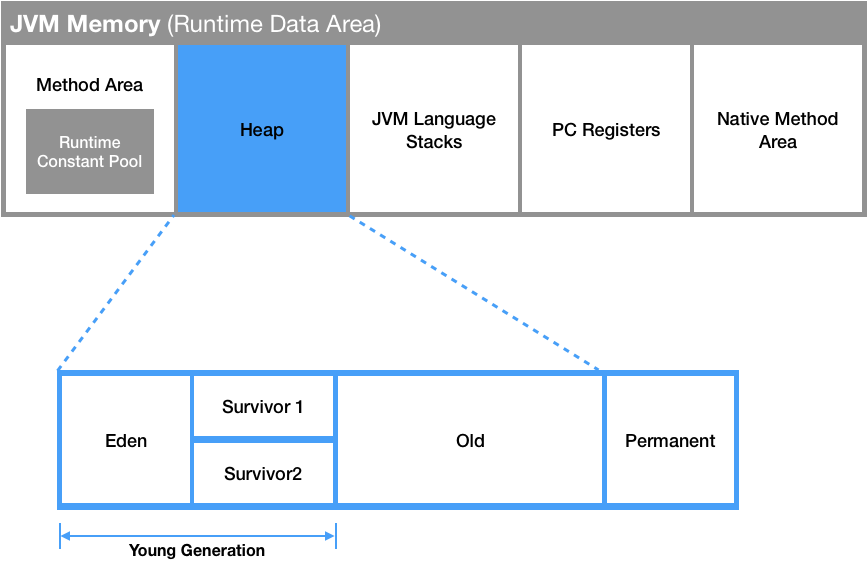 JVM Memory (Runtime Data Area)
Method Area
Runtime
Constant Pool
Heap
JVM Language
Stacks
PC Registers
Native Method
Area
Eden
Survivor 1
Survivor2
Old
Permanent
Young Generation